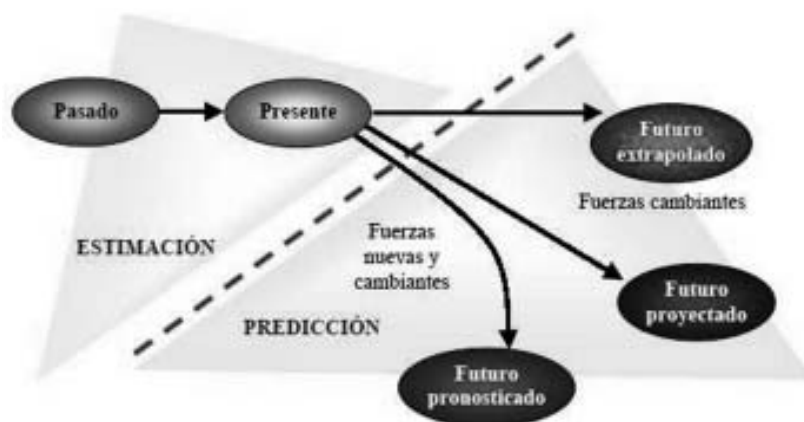 Pasado
Presente
Futuro
extrapolado
Fuerzas cambiantes
ESTIMACIÓN
Fuerzas
nuevas y
cambiantes
Futuro
proyectado
PREDICCIÓN
Futuro
pronosticado